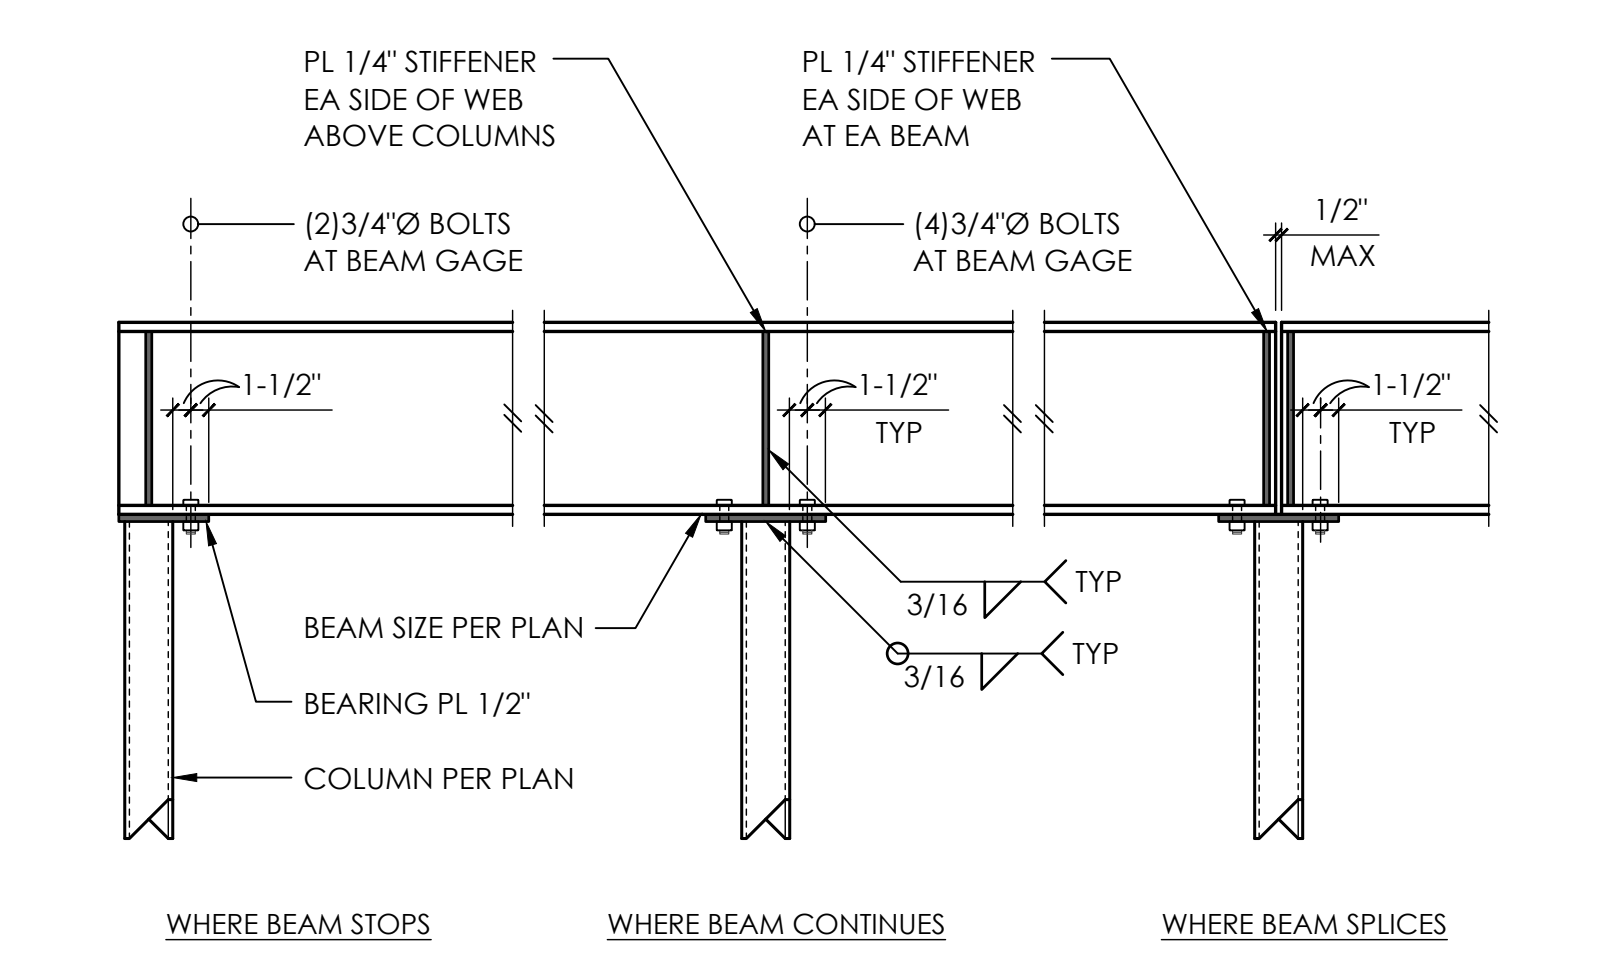 PL 1/4" STIFFENER
EA SIDE OF WEB
ABOVE COLUMNS
PL 1/4" STIFFENER
EA SIDE OF WEB
AT EA BEAM
(2)3/4"Ø BOLTS
AT BEAM GAGE
(4)3/4"Ø BOLTS
AT BEAM GAGE
1/2"
MAX
1-1/2"
1-1/2"
TYP
1-1/2"
TYP
3/16
TYP
3/16
TYP
BEAM SIZE PER PLAN
BEARING PL 1/2"
COLUMN PER PLAN
WHERE BEAM STOPS
WHERE BEAM CONTINUES
WHERE BEAM SPLICES